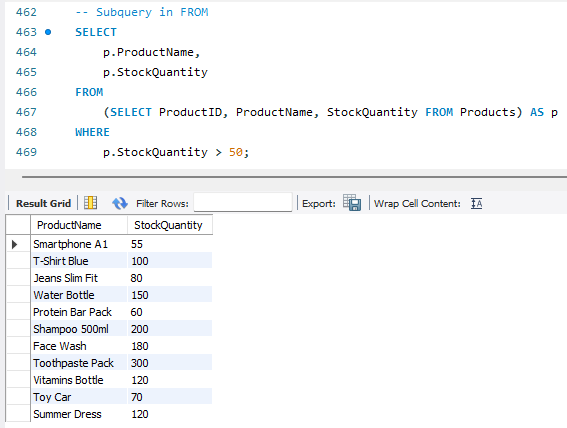 462 -- Subquery in FROM
463 SELECT
464 p.ProductName,
465 p.StockQuantity
466 FROM
467 (SELECT ProductID, ProductName, StockQuantity FROM Products) AS p
468 WHERE
469 p.StockQuantity > 50;
Result Grid Filter Rows: Export: Wrap Cell Content: IA
ProductName StockQuantity
Smartphone A1 55
T-Shirt Blue 100
Jeans Slim Fit 80
Water Bottle 150
Protein Bar Pack 60
Shampoo 500ml 200
Face Wash 180
Toothpaste Pack 300
Vitamins Bottle 120
Toy Car 70
Summer Dress 120